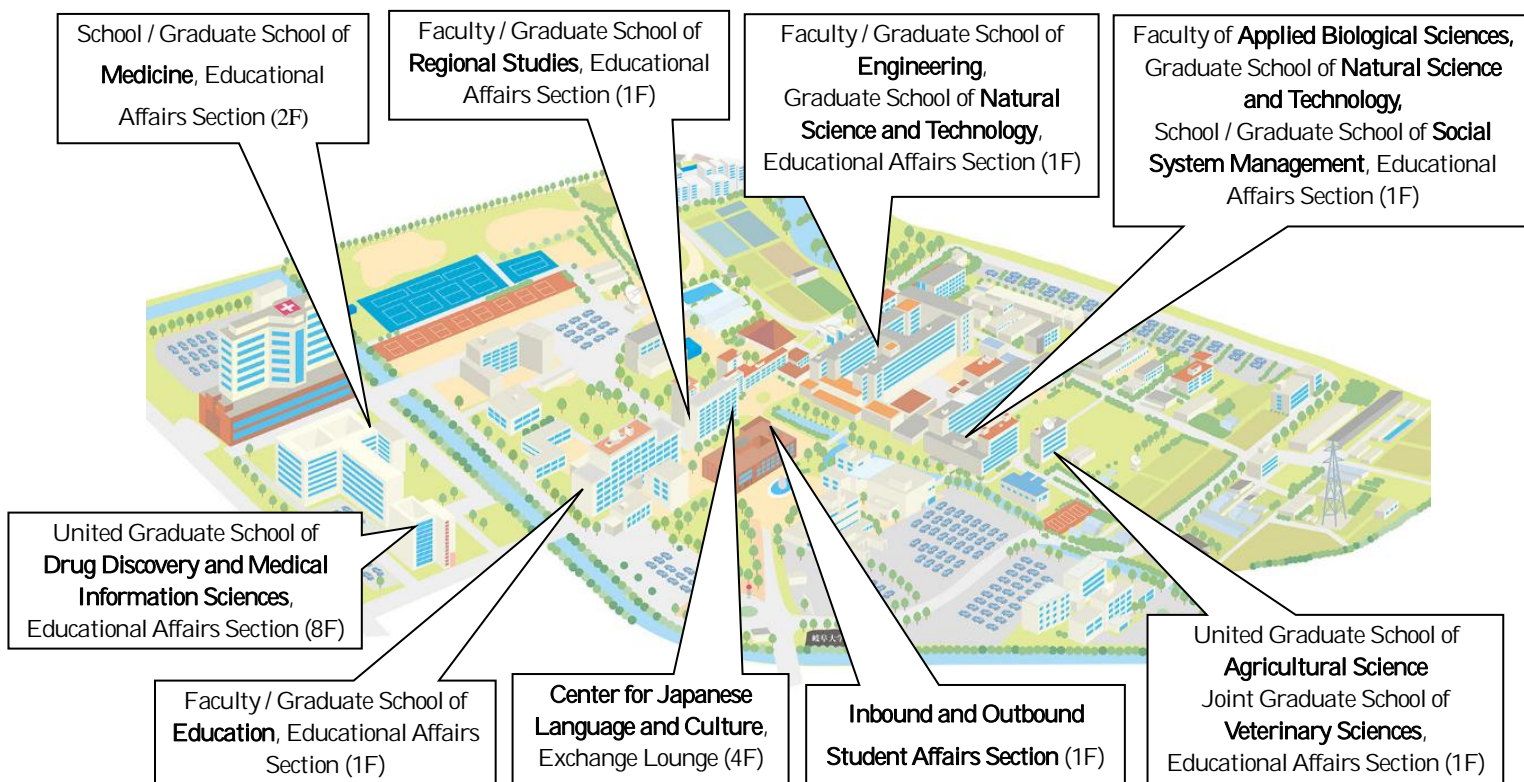 School / Graduate School of
Medicine, Educational
Affairs Section (2F)
Faculty / Graduate School of
Regional Studies, Educational
Affairs Section (1F)
Faculty / Graduate School of
Engineering,
Graduate School of Natural
Science and Technology,
Educational Affairs Section (1F)
Faculty of Applied Biological Sciences,
Graduate School of Natural Science
and Technology,
School / Graduate School of Social
System Management, Educational
Affairs Section (1F)
United Graduate School of
Drug Discovery and Medical
Information Sciences,
Educational Affairs Section (8F)
岐阜大学
Faculty / Graduate School of
Education, Educational Affairs
Section (1F)
Center for Japanese
Language and Culture,
Exchange Lounge (4F)
Inbound and Outbound
Student Affairs Section (1F)
United Graduate School of
Agricultural Science
Joint Graduate School of
Veterinary Sciences,
Educational Affairs Section (1F)